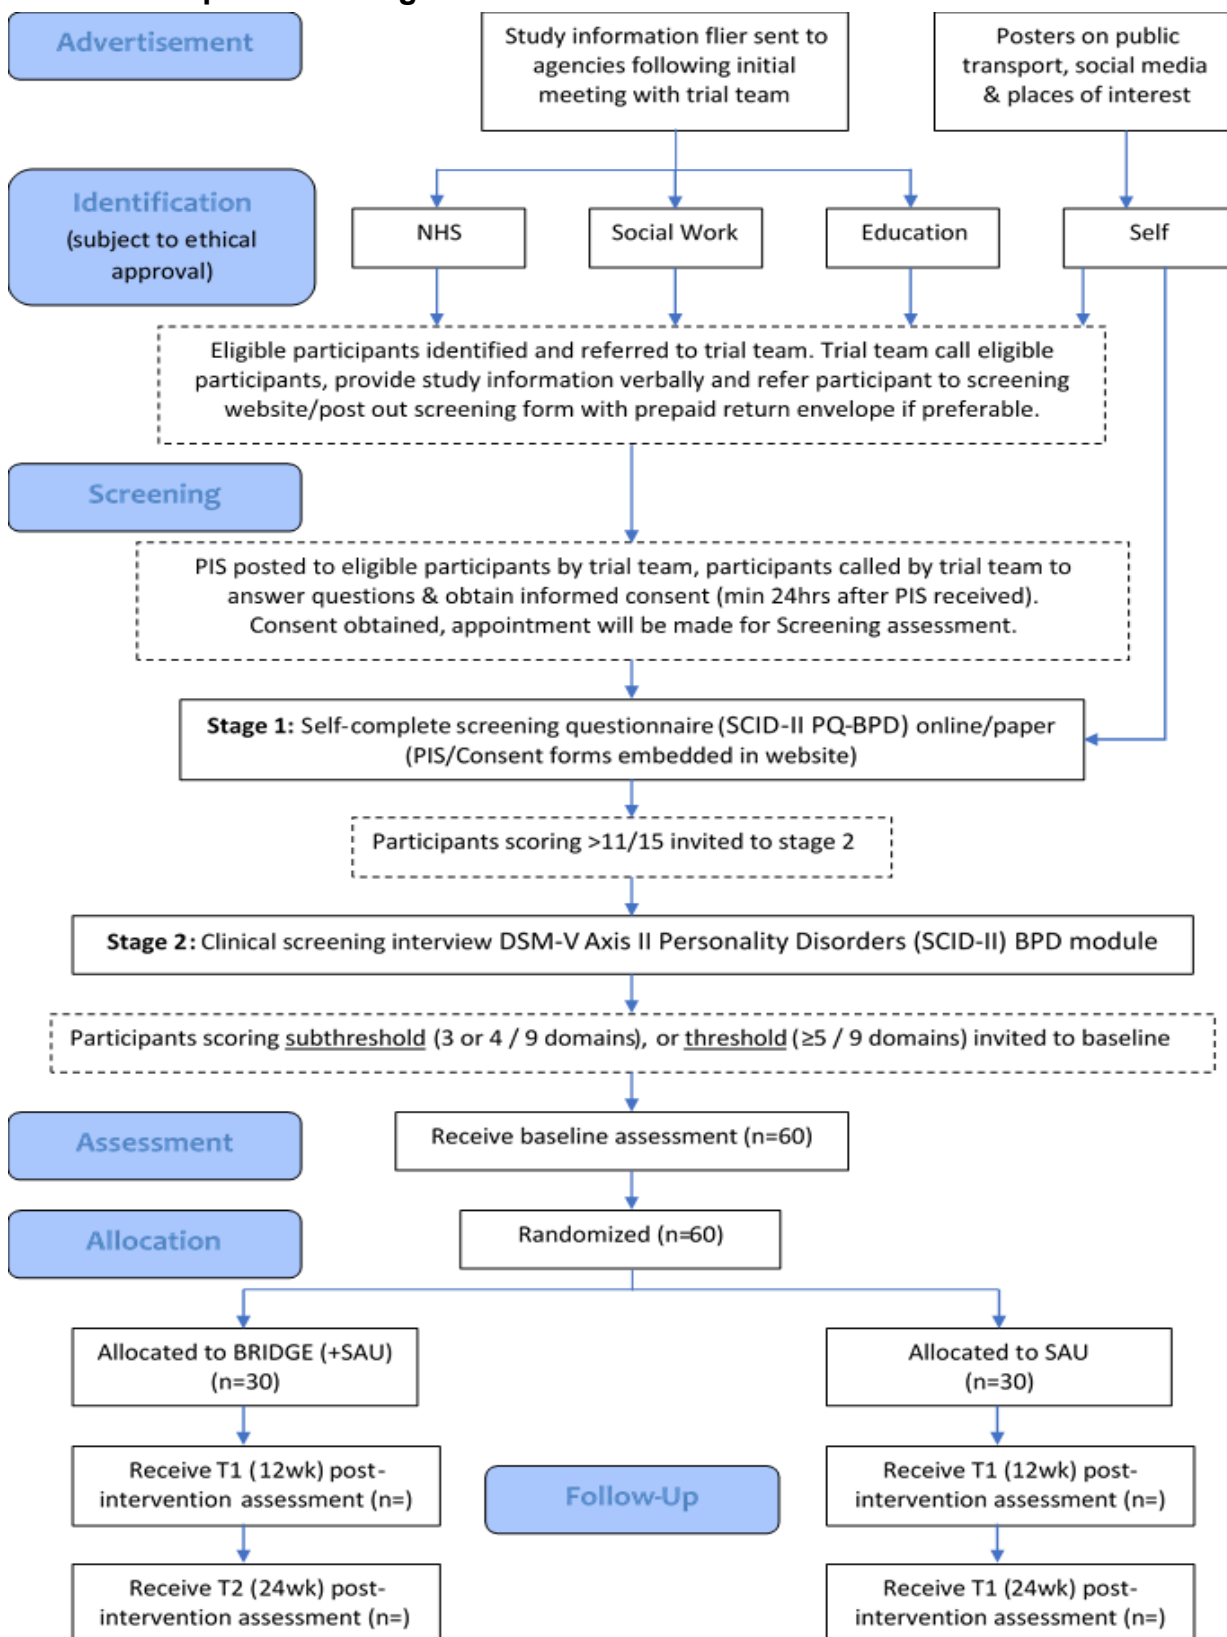 Advertisement
Study information flier sent to
agencies following initial
meeting with trial team
Posters on public
transport, social media
& places of interest
Identification
(subject to ethical
approval)
NHS
Social Work
Education
Self
Eligible participants identified and referred to trial team. Trial team call eligible
participants, provide study information verbally and refer participant to screening
website/post out screening form with prepaid return envelope if preferable.
Screening
PIS posted to eligible participants by trial team, participants called by trial team to
answer questions & obtain informed consent (min 24hrs after PIS received).
Consent obtained, appointment will be made for Screening assessment.
Stage 1: Self-complete screening questionnaire (SCID-II PQ-BPD) online/paper
(PIS/Consent forms embedded in website)
Participants scoring >11/15 invited to stage 2
Stage 2: Clinical screening interview DSM-V Axis II Personality Disorders (SCID-II) BPD module
Participants scoring subthreshold (3 or 4 / 9 domains), or threshold (≥5 / 9 domains) invited to baseline
Assessment
Receive baseline assessment (n=60)
Allocation
Randomized (n=60)
Allocated to BRIDGE (+SAU)
(n=30)
Allocated to SAU
(n=30)
Receive T1 (12wk) post-
intervention assessment (n=)
Follow-Up
Receive T1 (12wk) post-
intervention assessment (n=)
Receive T2 (24wk) post-
intervention assessment (n=)
Receive T1 (24wk) post-
intervention assessment (n=)